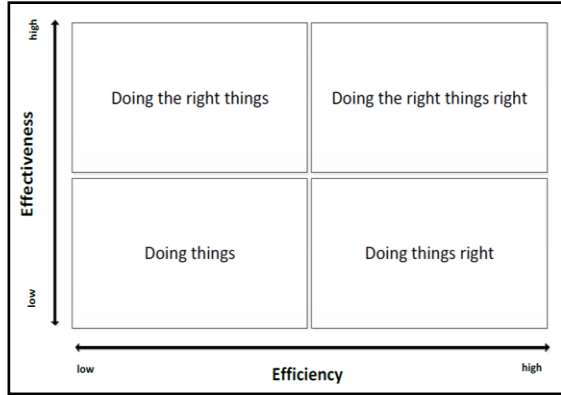 high
Doing the right things
Doing the right things right
Effectiveness
Doing things
Doing things right
low
low
Efficiency
high